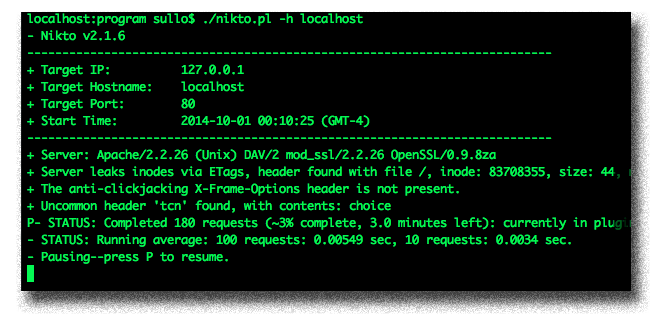 localhost:program sullo$ ./nikto.pl -h localhost
- Nikto v2.1.6
---------------------------------------------------------------------------
+ Target IP:          127.0.0.1
+ Target Hostname:    localhost
+ Target Port:        80
+ Start Time:         2014-10-01 00:10:25 (GMT-4)
---------------------------------------------------------------------------
+ Server: Apache/2.2.26 (Unix) DAV/2 mod_ssl/2.2.26 OpenSSL/0.9.8za
+ Server leaks inodes via ETags, header found with file /, inode: 83708355, size: 44,
+ The anti-clickjacking X-Frame-Options header is not present.
+ Uncommon header 'tcn' found, with contents: choice
P- STATUS: Completed 180 requests (~3% complete, 3.0 minutes left): currently in plugi
- STATUS: Running average: 100 requests: 0.00549 sec, 10 requests: 0.0034 sec.
- Pausing--press P to resume.